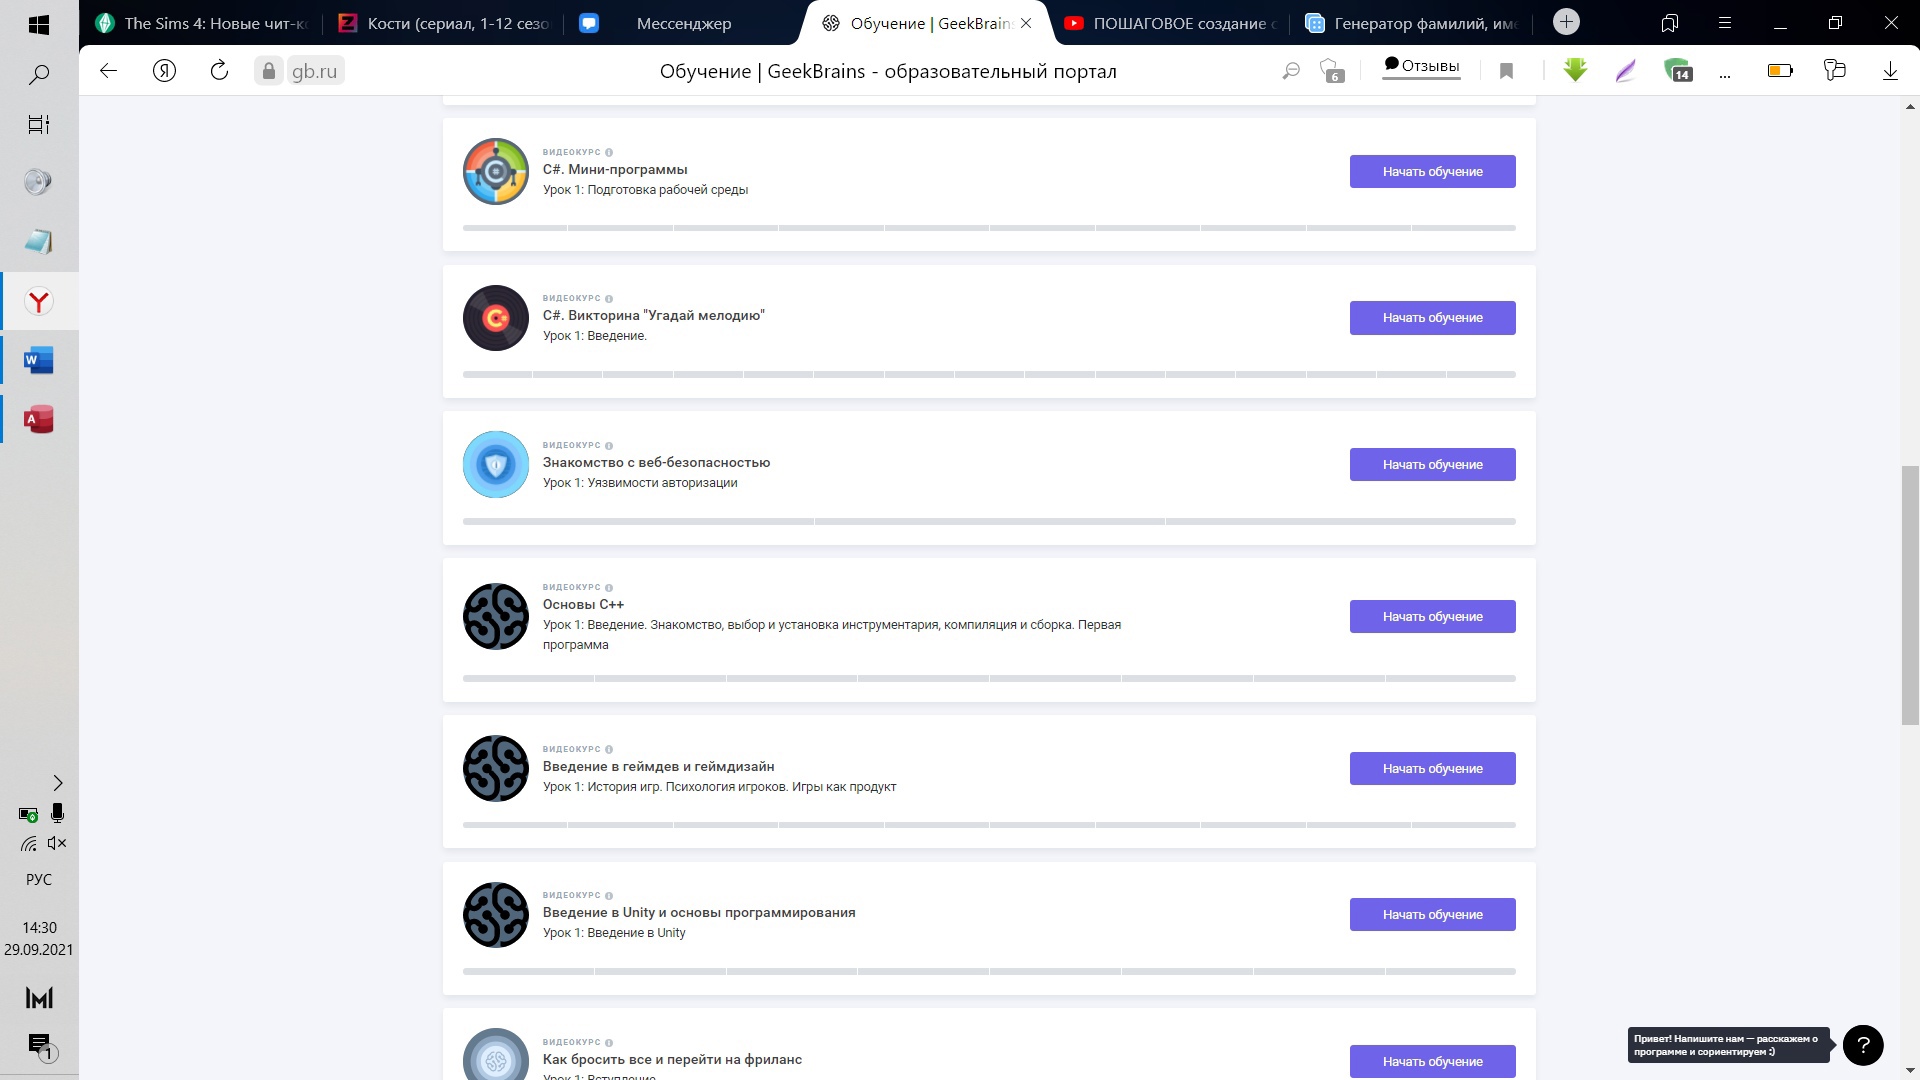 The Sims 4: Новые чит-к
Кости (сериал, 1-12 сезо
Мессенджер
Обучение | GeekBrain
ПОШАГОВОЕ создание с
Генератор фамилий, им
gb.ru
Обучение | GeekBrains - образовательный портал
6
Отзывы
14
ВИДЕОКУРС
C#. Мини-программы
Урок 1: Подготовка рабочей среды
Начать обучение
ВИДЕОКУРС
C#. Викторина "Угадай мелодию"
Урок 1: Введение.
Начать обучение
ВИДЕОКУРС
Знакомство с веб-безопасностью
Урок 1: Уязвимости авторизации
Начать обучение
ВИДЕОКУРС
Основы C++
Урок 1: Введение. Знакомство, выбор и установка инструментария, компиляция и сборка. Первая
программа
Начать обучение
ВИДЕОКУРС
Введение в геймдев и геймдизайн
Урок 1: История игр. Психология игроков. Игры как продукт
Начать обучение
ВИДЕОКУРС
Введение в Unity и основы программирования
Урок 1: Введение в Unity
Начать обучение
ВИДЕОКУРС
Как бросить все и перейти на фриланс
Урок 1: Вступление
Начать обучение
РУС
14:30
29.09.2021
1
Привет! Напишите нам — расскажем о
программе и сориентируем :)
?